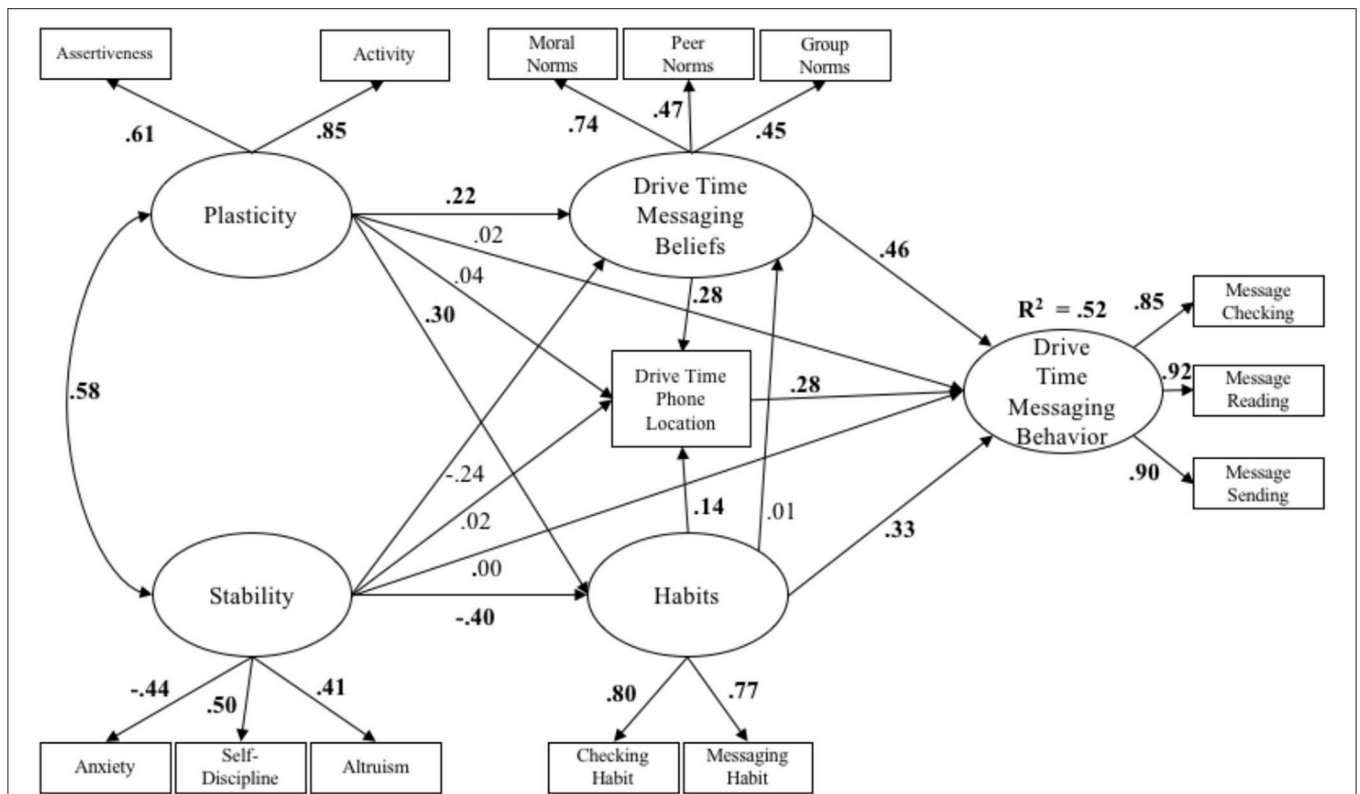 Assertiveness
Activity
Moral
Norms
Peer
Norms
Group
Norms
.61
.85
.74
.47
.45
Plasticity
Drive Time
Messaging
Beliefs
.22
.02
.04
.30
.28
.46
.58
Drive Time
Phone
Location
.28
R² = .52
Drive
Time
Messaging
Behavior
.85
.92
.90
Message
Checking
Message
Reading
Message
Sending
-.24
.02
.00
-.40
.14
.01
.33
Stability
Habits
-.44
.50
.41
.80
.77
Anxiety
Self-
Discipline
Altruism
Checking
Habit
Messaging
Habit